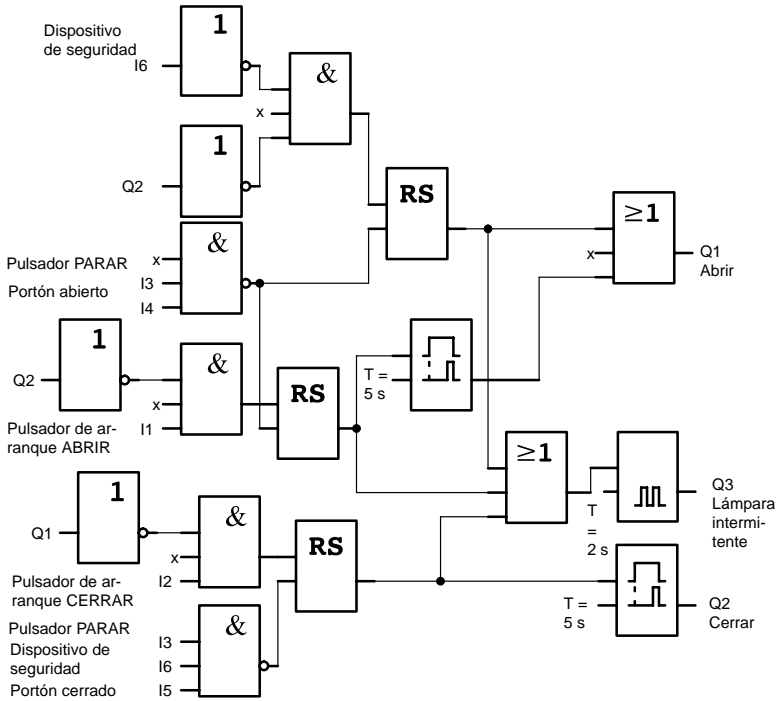 Dispositivo
de seguridad
I6
1
&
x
Q2
1
RS
Pulsador PARAR
Portón abierto
x
I3
I4
&
≥1
x
Q1
Abrir
Q2
1
&
x
Pulsador de ar-
ranque ABRIR
I1
RS
T =
5 s
≥1
Q3
Lámpara
intermi-
tente
T
=
2 s
Q1
1
&
x
Pulsador de ar-
ranque CERRAR
I2
RS
T =
5 s
Q2
Cerrar
Pulsador PARAR
Dispositivo de
seguridad
Portón cerrado
I3
I6
I5
&